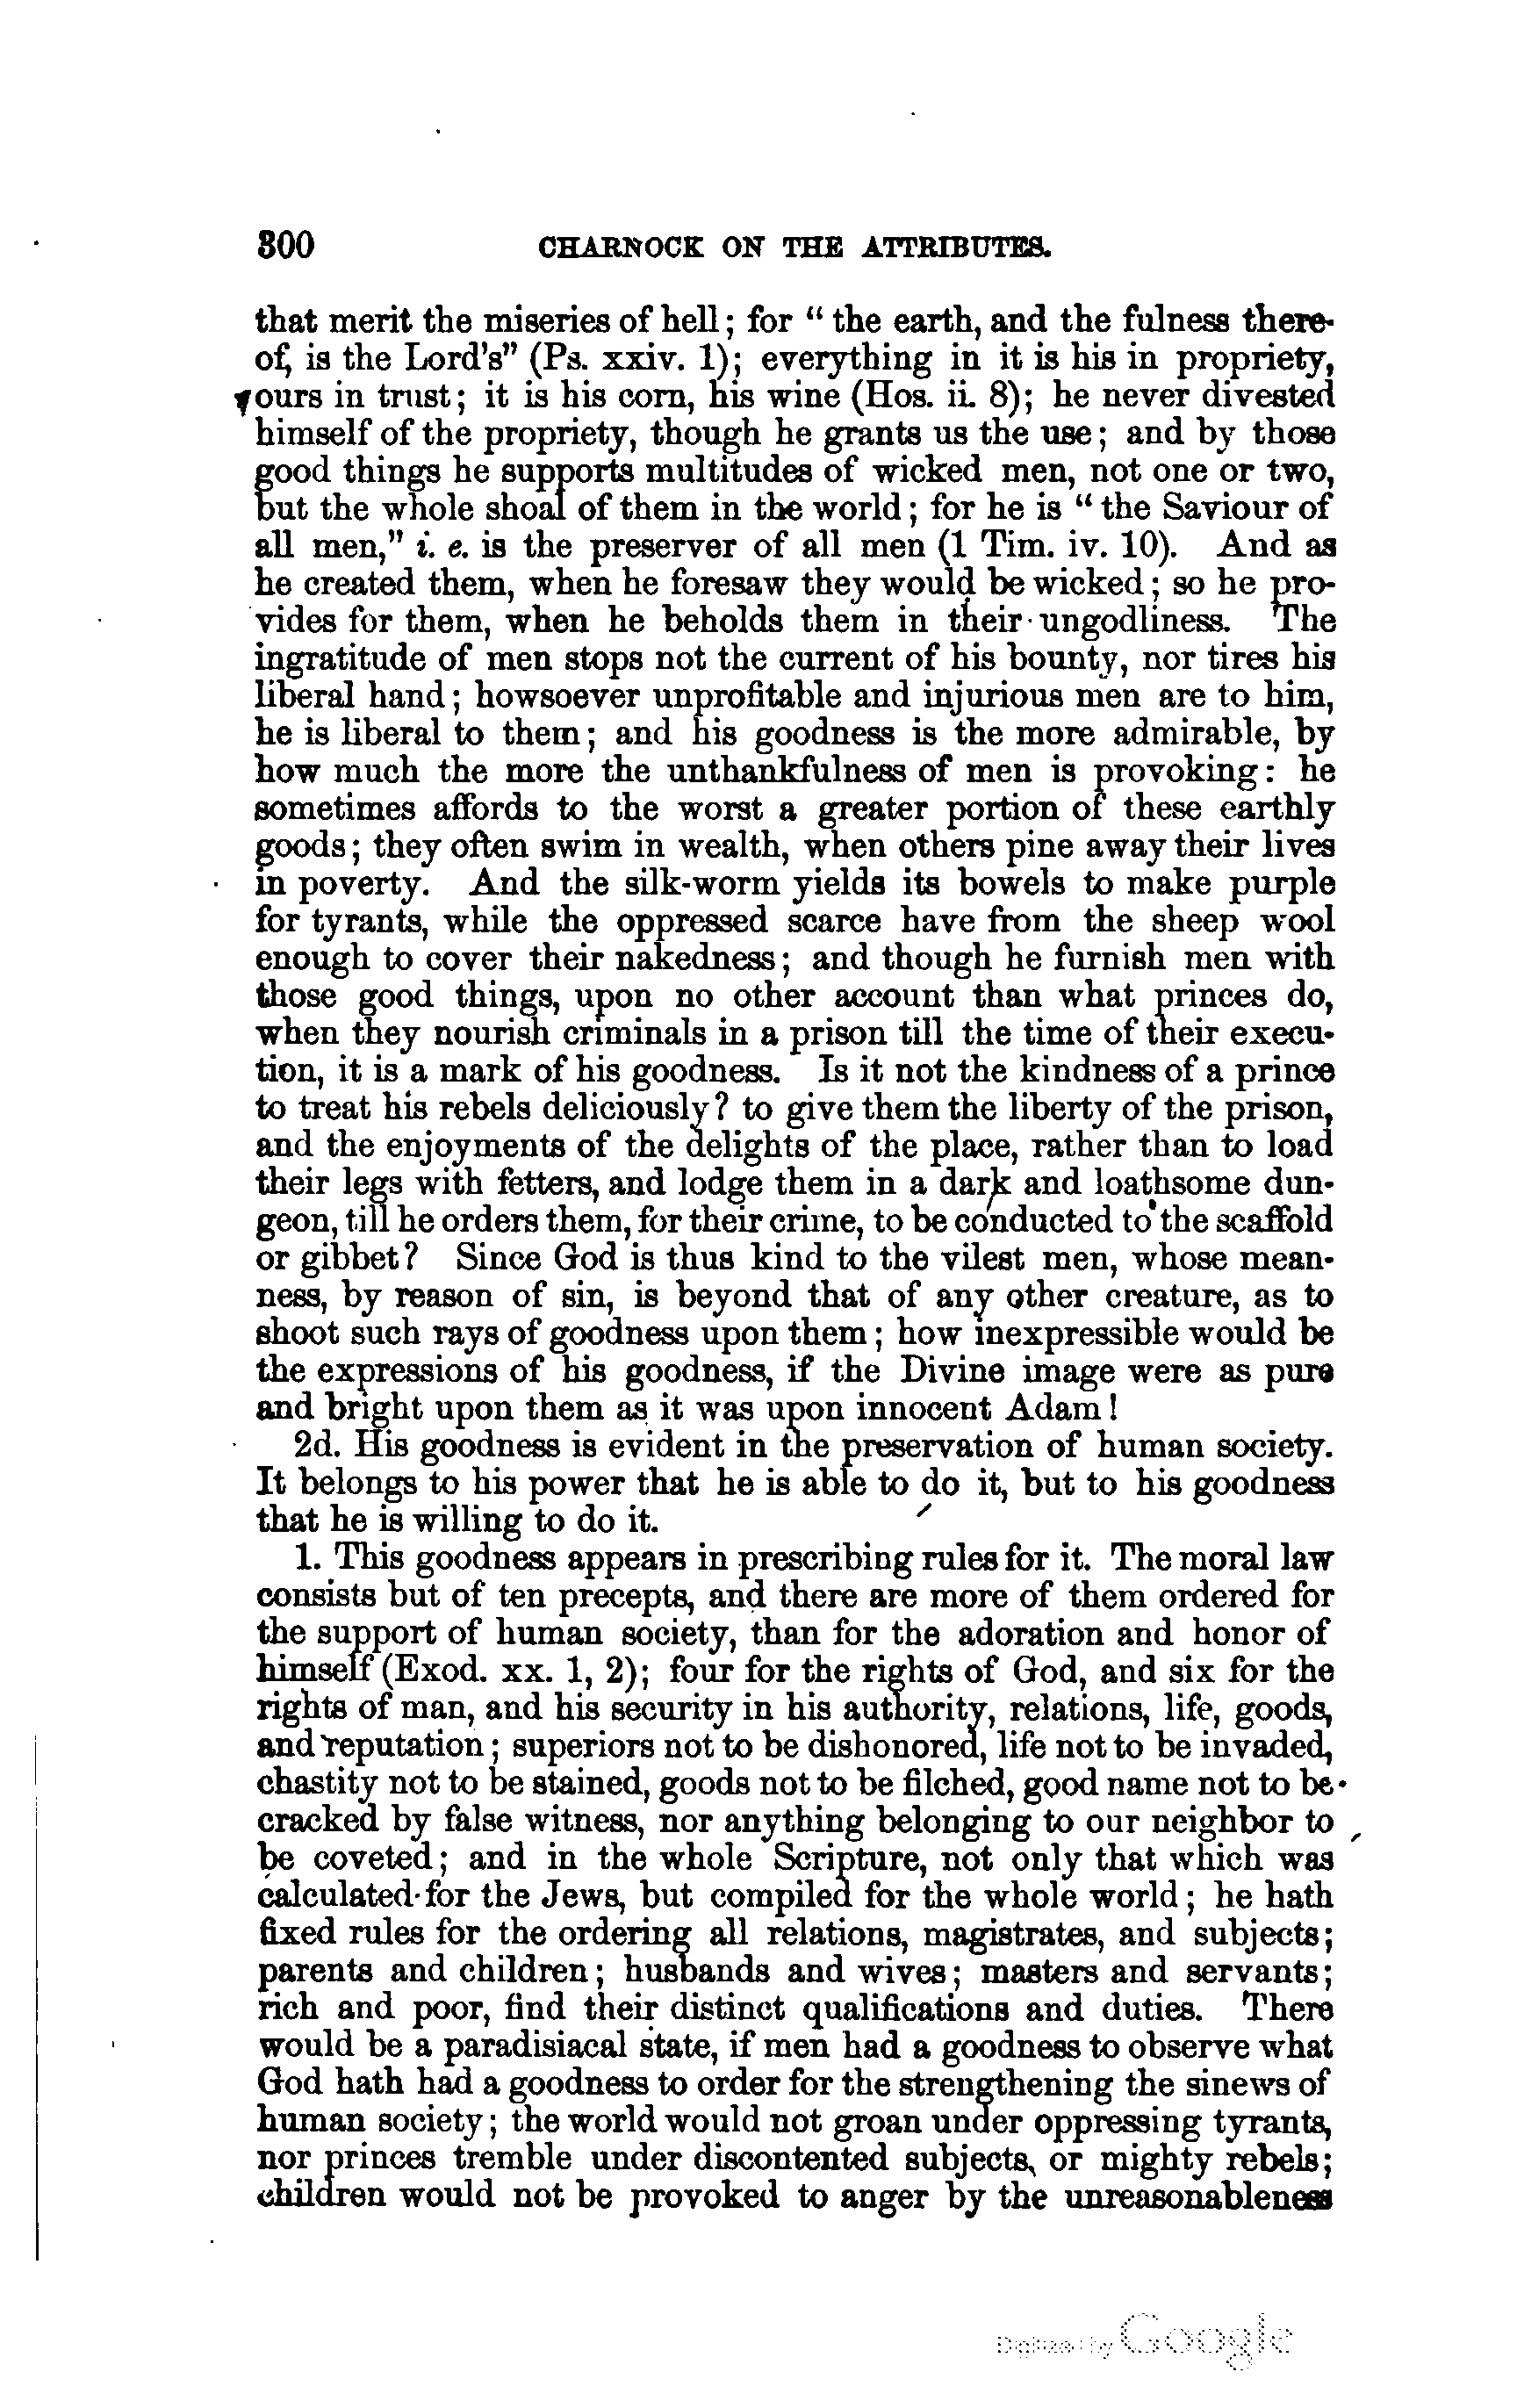 300 CHARNOCK ON THE ATTRIBUTES.
that merit the miseries of hell; for "the earth, and the fulness there-
of, is the Lord's" (Ps. xxiv. 1); everything in it is his in propriety,
ours in trust; it is his corn, his wine (Hos. ii. 8); he never divested
himself of the propriety, though he grants us the use; and by those
good things he supports multitudes of wicked men, not one or two,
but the whole shoal of them in the world; for he is "the Saviour of
all men," i. e. is the preserver of all men (1 Tim. iv. 10). And as
he created them, when he foresaw they would be wicked; so he pro-
vides for them, when he beholds them in their ungodliness. The
ingratitude of men stops not the current of his bounty, nor tires his
liberal hand; howsoever unprofitable and injurious men are to him,
he is liberal to them; and his goodness is the more admirable, by
how much the more the unthankfulness of men is provoking: he
sometimes affords to the worst a greater portion of these earthly
goods; they often swim in wealth, when others pine away their lives
in poverty. And the silk-worm yields its bowels to make purple
for tyrants, while the oppressed scarce have from the sheep wool
enough to cover their nakedness; and though he furnish men with
those good things, upon no other account than what princes do,
when they nourish criminals in a prison till the time of their execu-
tion, it is a mark of his goodness. Is it not the kindness of a prince
to treat his rebels deliciously? to give them the liberty of the prison,
and the enjoyments of the delights of the place, rather than to load
their legs with fetters, and lodge them in a dark and loathsome dun-
geon, till he orders them, for their crime, to be conducted to the scaffold
or gibbet? Since God is thus kind to the vilest men, whose mean-
ness, by reason of sin, is beyond that of any other creature, as to
shoot such rays of goodness upon them; how inexpressible would be
the expressions of his goodness, if the Divine image were as pure
and bright upon them as it was upon innocent Adam!
2d. His goodness is evident in the preservation of human society.
It belongs to his power that he is able to do it, but to his goodness
that he is willing to do it.
1. This goodness appears in prescribing rules for it. The moral law
consists but of ten precepts, and there are more of them ordered for
the support of human society, than for the adoration and honor of
himself (Exod. xx. 1, 2); four for the rights of God, and six for the
rights of man, and his security in his authority, relations, life, goods,
and reputation; superiors not to be dishonored, life not to be invaded,
chastity not to be stained, goods not to be filched, good name not to be
cracked by false witness, nor anything belonging to our neighbor to
be coveted; and in the whole Scripture, not only that which was
calculated for the Jews, but compiled for the whole world; he hath
fixed rules for the ordering all relations, magistrates, and subjects;
parents and children; husbands and wives; masters and servants;
rich and poor, find their distinct qualifications and duties. There
would be a paradisiacal state, if men had a goodness to observe what
God hath had a goodness to order for the strengthening the sinews of
human society; the world would not groan under oppressing tyrants,
nor princes tremble under discontented subjects, or mighty rebels;
children would not be provoked to anger by the unreasonableness
Digitized by Google